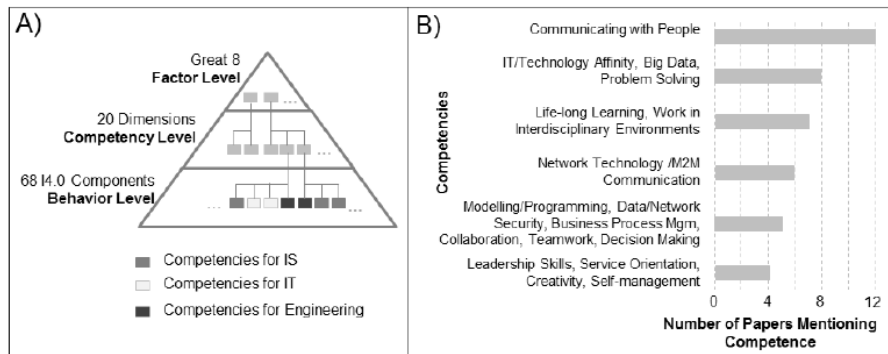 A)
Great 8
Factor Level
20 Dimensions
Competency Level
68 I4.0 Components
Behavior Level
...
...
...
...
Competencies for IS
Competencies for IT
Competencies for Engineering
B)
Competencies
Communicating with People
IT/Technology Affinity, Big Data,
Problem Solving
Life-long Learning, Work in
Interdisciplinary Environments
Network Technology /M2M
Communication
Modelling/Programming, Data/Network
Security, Business Process Mgm,
Collaboration, Teamwork, Decision Making
Leadership Skills, Service Orientation,
Creativity, Self-management
0 4 8 12
Number of Papers Mentioning
Competence